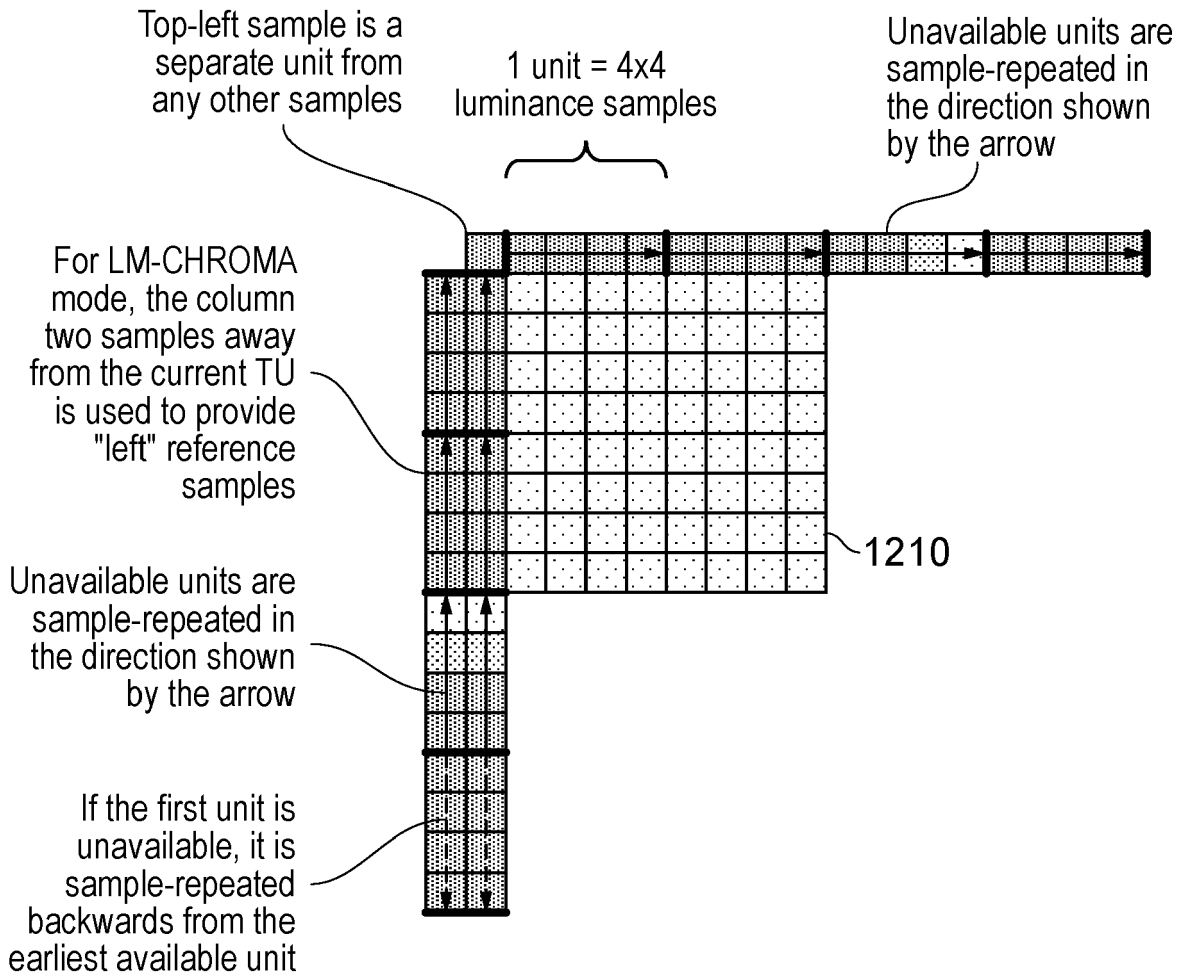 Top-left sample is a
separate unit from
any other samples
1 unit = 4x4
luminance samples
Unavailable units are
sample-repeated in
the direction shown
by the arrow
For LM-CHROMA
mode, the column
two samples away
from the current TU
is used to provide
"left" reference
samples
1210
Unavailable units are
sample-repeated in
the direction shown
by the arrow
If the first unit is
unavailable, it is
sample-repeated
backwards from the
earliest available unit